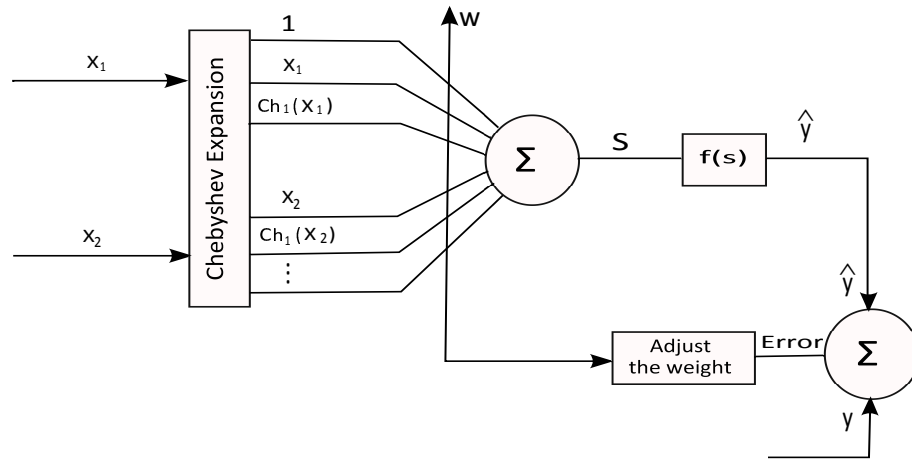 1
W
x₁
x₁
Ch₁(x₁)
Chebyshev Expansion
Σ
S
f(s)
ŷ
x₂
x₂
Ch₁(x₂)
⋮
ŷ
Adjust
the weight
Error
Σ
y